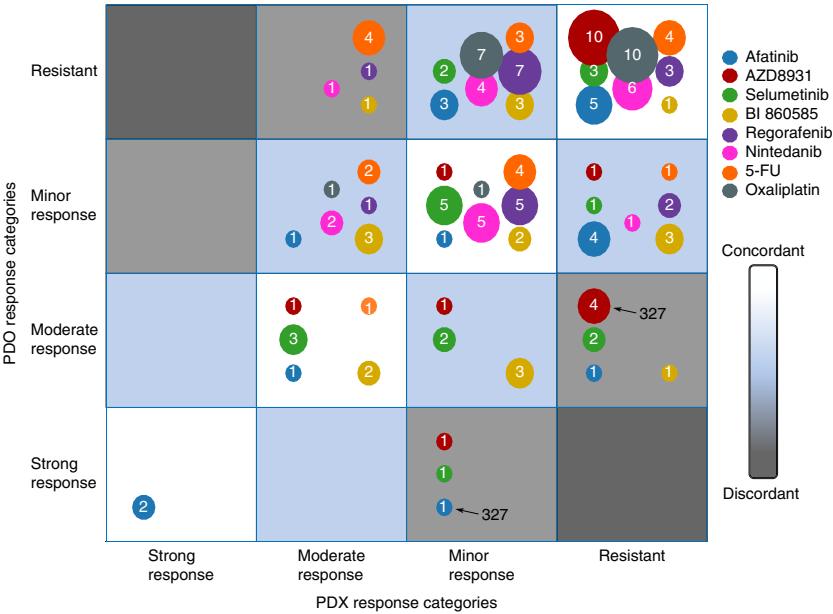 PDO response categories
Resistant
4
1
1
1
3
7
2
7
4
3
3
10
4
10
3
3
6
5
1
Minor
response
2
1
1
2
1
3
1
4
1
5
5
5
1
2
1
1
1
2
1
4
3
Moderate
response
1
1
3
1
2
1
2
3
4
327
2
1
1
Strong
response
2
1
1
1
327
Strong
response
Moderate
response
Minor
response
Resistant
PDX response categories
Afatinib
AZD8931
Selumetinib
BI 860585
Regorafenib
Nintedanib
5-FU
Oxaliplatin
Concordant
Discordant